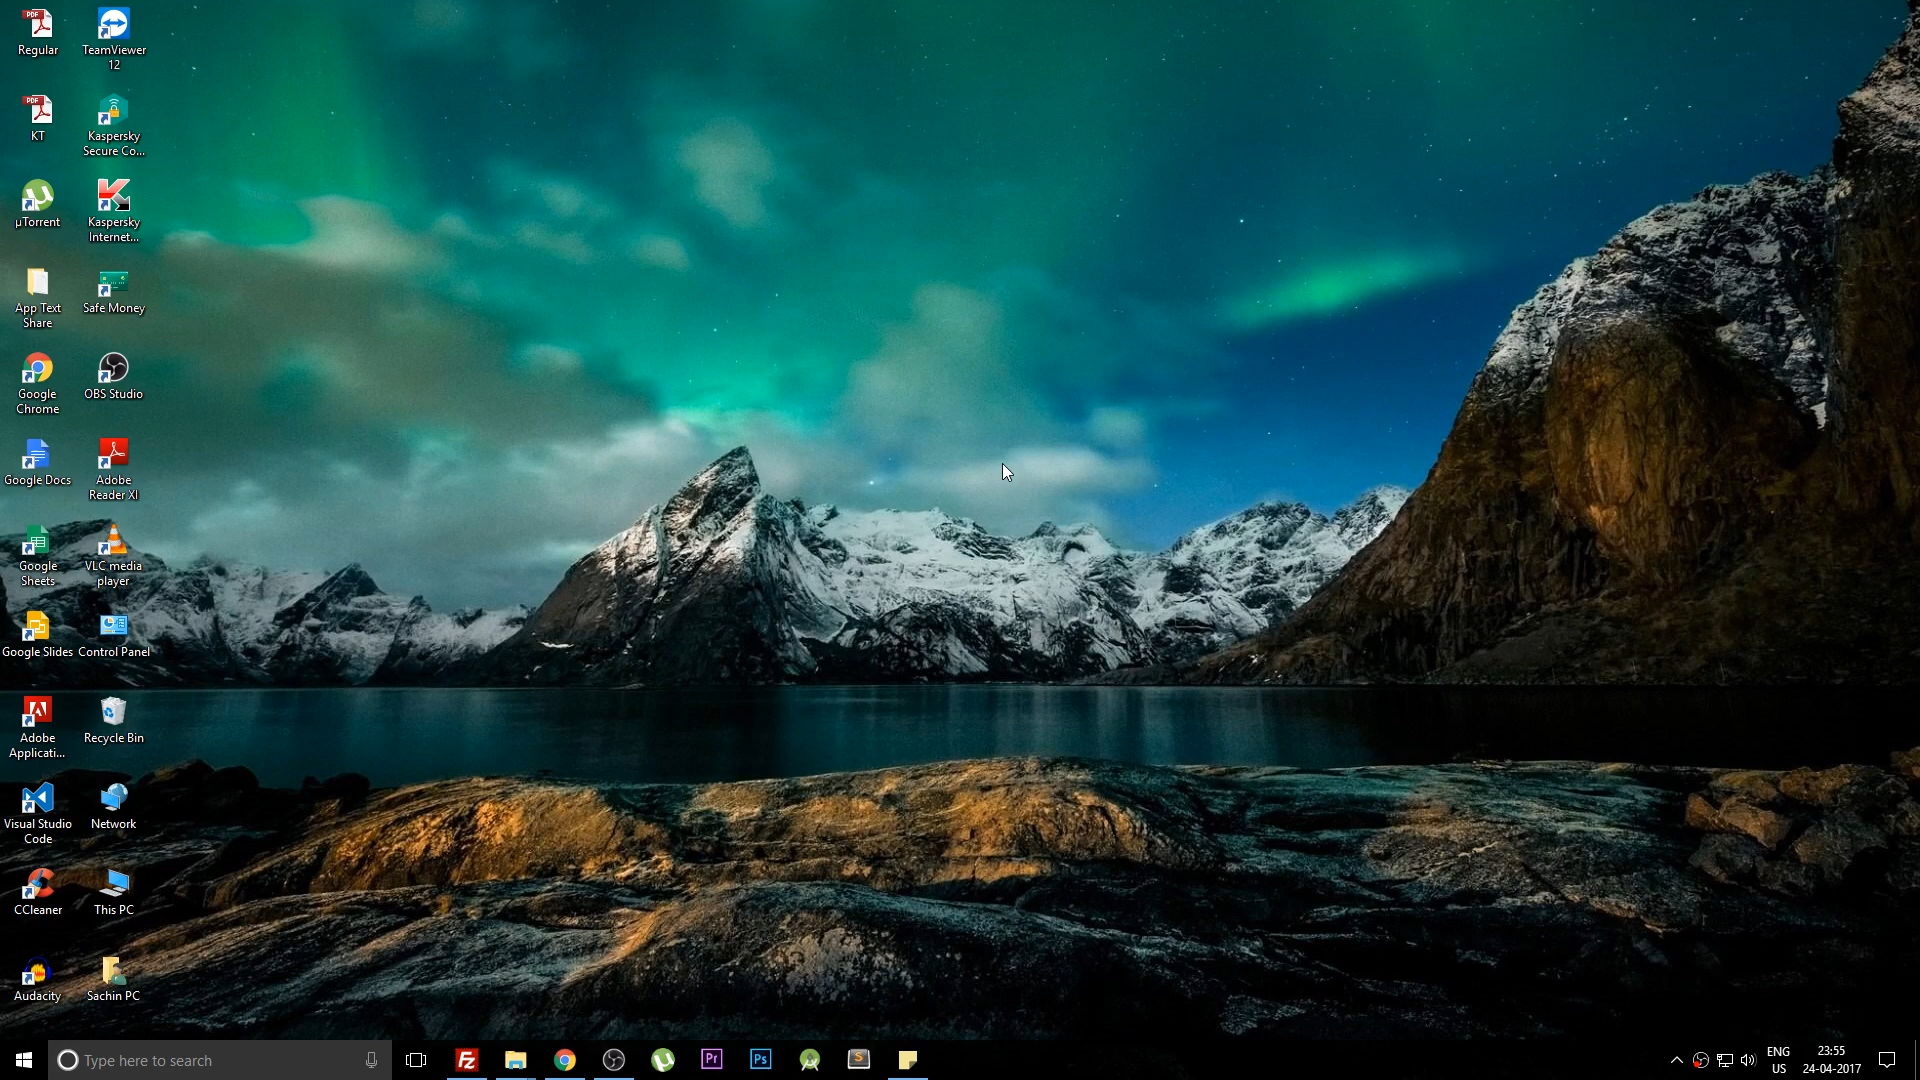 Regular
TeamViewer
12
KT
Kaspersky
Secure Co...
µTorrent
Kaspersky
Internet...
App Text
Share
Safe Money
Google
Chrome
OBS Studio
Google Docs
Adobe
Reader XI
Google
Sheets
VLC media
player
Google Slides
Control Panel
Adobe
Applicati...
Recycle Bin
Visual Studio
Code
Network
CCleaner
This PC
Audacity
Sachin PC
Type here to search
Fz
Pr
Ps
S
ENG
US
23:55
24-04-2017